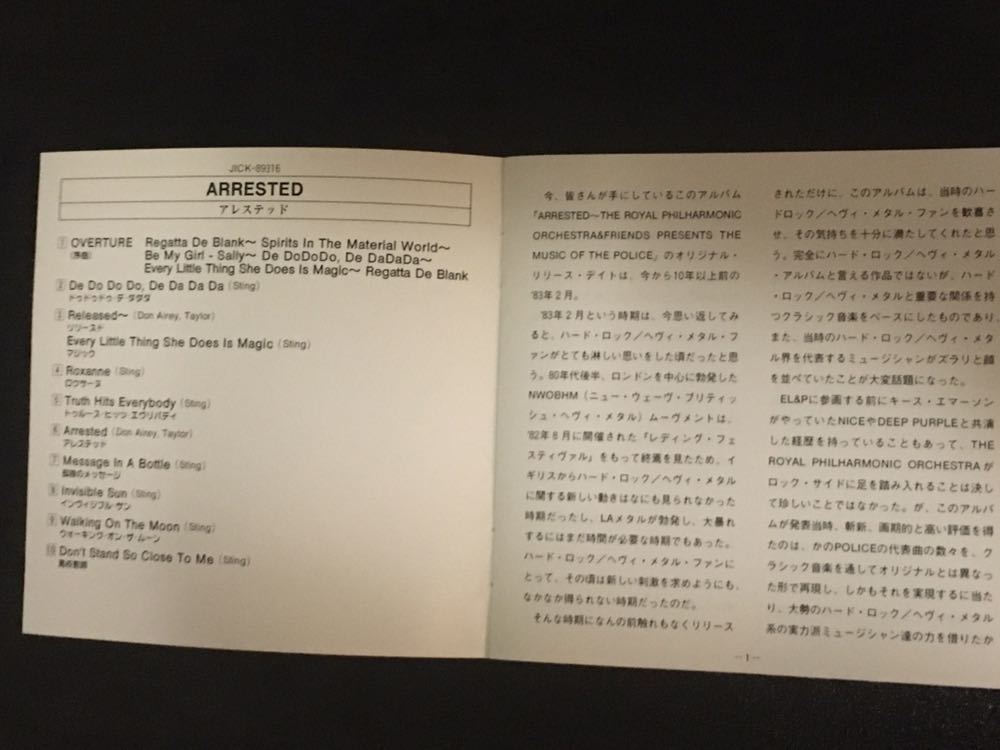 JICK-89316
ARRESTED
アレステッド
1 OVERTURE Regatta De Blank〜 Spirits In The Material World〜
(序曲) Be My Girl - Sally〜 De DoDoDo, De DaDaDa〜
Every Little Thing She Does Is Magic〜 Regatta De Blank
2 De Do Do Do, De Da Da Da (Sting)
ドゥドゥドゥ・デ・ダダダ
3 Released〜 (Don Airey, Taylor)
リリースド
Every Little Thing She Does Is Magic (Sting)
マジック
4 Roxanne (Sting)
ロクサーヌ
5 Truth Hits Everybody (Sting)
トゥルース・ヒッツ・エヴリバディ
6 Arrested (Don Airey, Taylor)
アレステッド
7 Message In A Bottle (Sting)
孤独のメッセージ
8 Invisible Sun (Sting)
インヴィジブル・サン
9 Walking On The Moon (Sting)
ウォーキング・オン・ザ・ムーン
10 Don't Stand So Close To Me (Sting)
高校教師
今、皆さんが手にしているこのアルバム
「ARRESTED〜THE ROYAL PHILHARMONIC
ORCHESTRA&FRIENDS PRESENTS THE
MUSIC OF THE POLICE」のオリジナル・
リリース・デイトは、今から10年以上前の
'83年2月。
'83年2月という時期は、今思い返してみ
ると、ハード・ロック/ヘヴィ・メタル・フ
ァンがとても淋しい思いをした頃だったと思
う。80年代後半、ロンドンを中心に勃発した
NWOBHM(ニュー・ウェーヴ・ブリティッ
シュ・ヘヴィ・メタル)ムーヴメントは、
'82年8月に開催された「レディング・フェ
スティヴァル」をもって終焉を見たため、イ
ギリスからハード・ロック/ヘヴィ・メタル
に関する新しい動きはなにも見られなかった
時期だったし、LAメタルが勃発し、大暴れ
するにはまだ時間が必要な時期でもあった。
ハード・ロック/ヘヴィ・メタル・ファンに
とって、その頃は新しい刺激を求めようにも、
なかなか得られない時期だったのだ。
そんな時期になんの前触れもなくリリース
されただけに、このアルバムは、当時のハー
ドロック/ヘヴィ・メタル・ファンを歓喜さ
せ、その気持ちを十分に満たしてくれたと思
う。完全にハード・ロック/ヘヴィ・メタル
・アルバムと言える作品ではないが、ハード
・ロック/ヘヴィ・メタルと重要な関係を持
つクラシック音楽をベースにしたものであり、
また、当時のハード・ロック/ヘヴィ・メタ
ル界を代表するミュージシャンがズラリと顔
を並べていたことが大変話題になった。
EL&Pに参画する前にキース・エマーソン
がやっていたNICEやDEEP PURPLEと共演
した経歴を持っていることもあって、THE
ROYAL PHILHARMONIC ORCHESTRAが
ロック・サイドに足を踏み入れることは決し
て珍しいことではなかった。が、このアルバ
ムが発表当時、斬新、画期的と高い評価を得
たのは、かのPOLICEの代表曲の数々を、ク
ラシック音楽を通してオリジナルとは異なっ
た形で再現し、しかもそれを実現するに当た
り、大勢のハード・ロック/ヘヴィ・メタル
系の実力派ミュージシャン達の力を借りたか
—1—